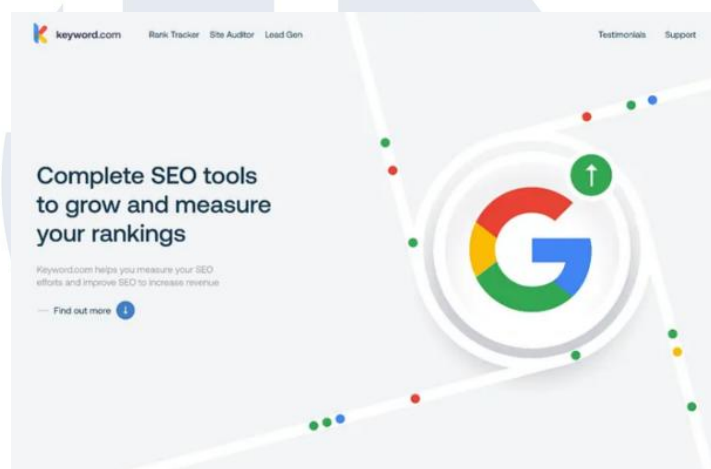 keyword.com
Rank Tracker Site Auditor Lead Gen
Testimonials Support
Complete SEO tools
to grow and measure
your rankings
Keyword.com helps you measure your SEO
efforts and improve SEO to increase revenue
Find out more